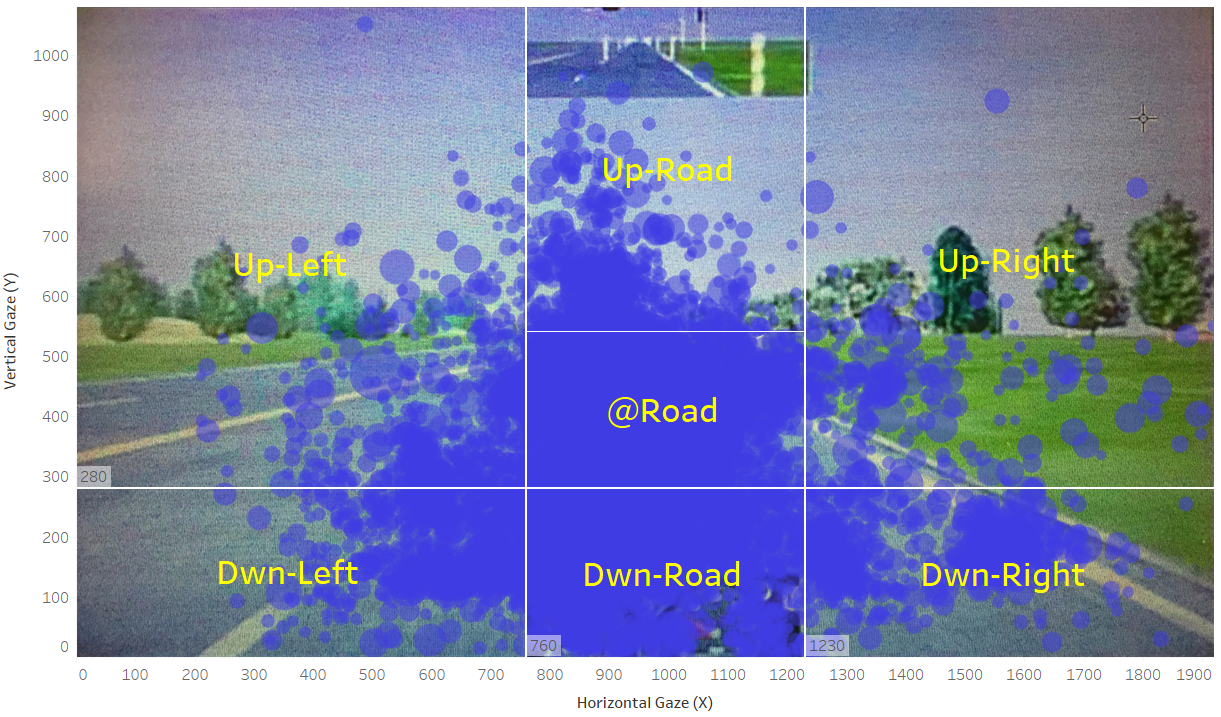 1000
900
800
700
600
500
400
300
200
100
0
Vertical Gaze (Y)
Up-Road
Up-Left
Up-Right
@Road
280
Dwn-Left
Dwn-Road
Dwn-Right
760
1230
0 100 200 300 400 500 600 700 800 900 1000 1100 1200 1300 1400 1500 1600 1700 1800 1900
Horizontal Gaze (X)